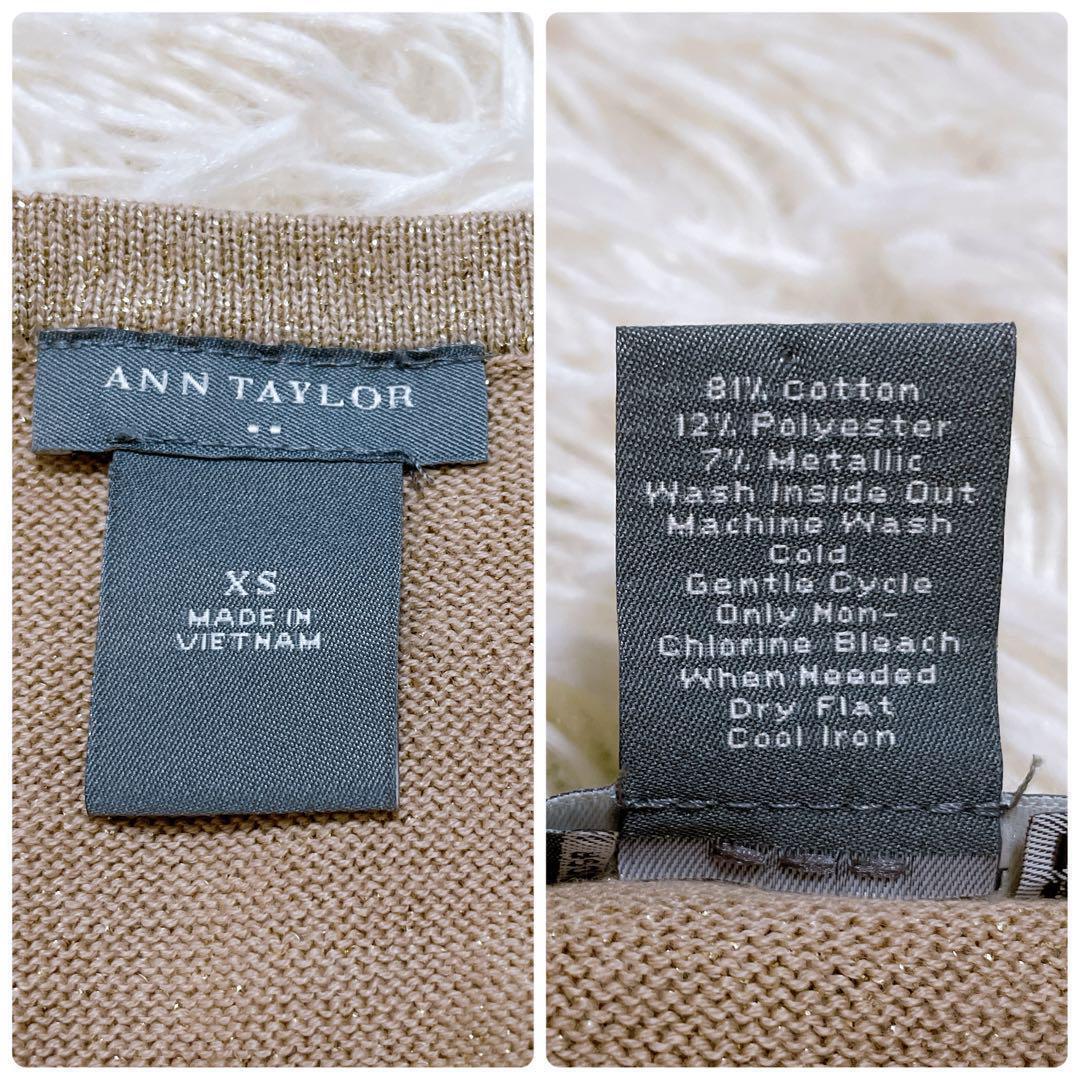 ANN TAYLOR
XS
MADE IN
VIETNAM
81% Cotton
12% Polyester
7% Metallic
Wash Inside Out
Machine Wash
Cold
Gentle Cycle
Only Non-
Chlorine Bleach
When Needed
Dry Flat
Cool Iron